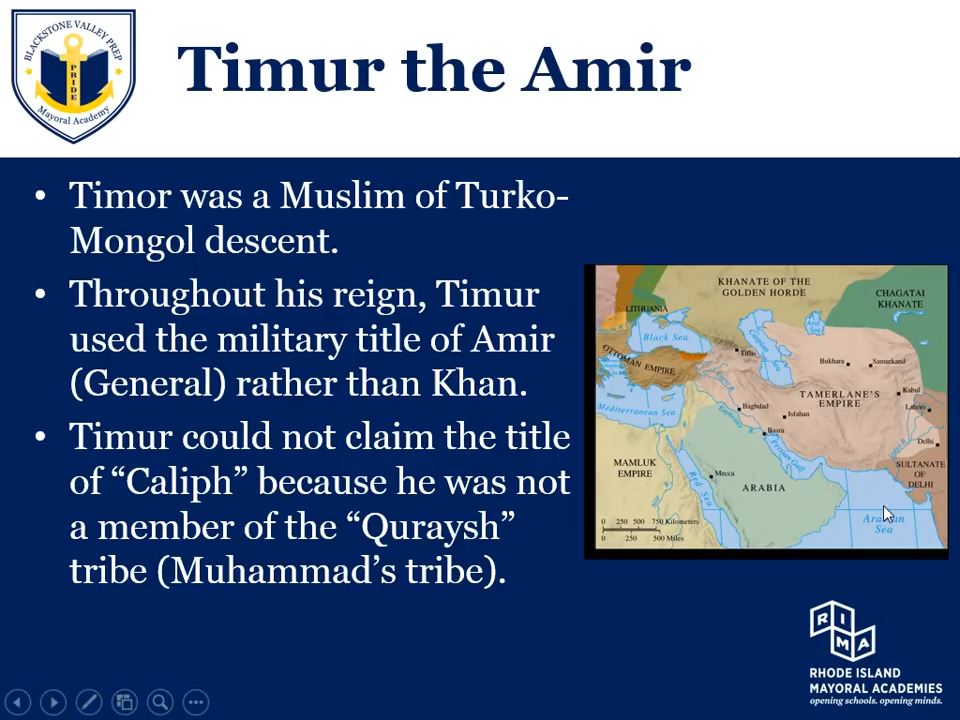 BLACKSTONE VALLEY PREP
PRIDE
Mayoral Academy
Timur the Amir
• Timor was a Muslim of Turko-
Mongol descent.
• Throughout his reign, Timur
used the military title of Amir
(General) rather than Khan.
• Timur could not claim the title
of “Caliph” because he was not
a member of the “Quraysh”
tribe (Muhammad’s tribe).
KHANATE OF THE
GOLDEN HORDE
CHAGATAI
KHANATE
LITHUANIA
Black Sea
Caspian Sea
Aral
Sea
OTTOMAN EMPIRE
Tiflis
Bukhara
Samarkand
TAMERLANE'S
EMPIRE
Kabul
Lahore
Mediterranean Sea
Baghdad
Isfahan
Basra
Delhi
Persian Gulf
MAMLUK
EMPIRE
Mecca
Red Sea
ARABIA
SULTANATE
OF
DELHI
Arabian
Sea
0 250 500 750 Kilometers
0 250 500 Miles
RIMA
RHODE ISLAND
MAYORAL ACADEMIES
opening schools. opening minds.